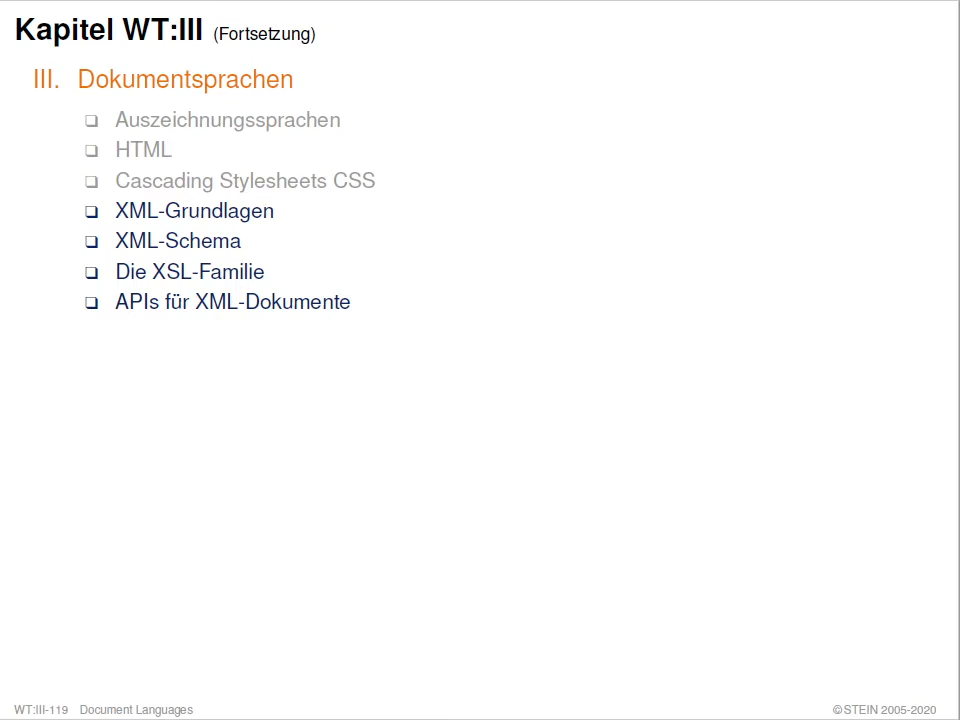 Kapitel WT:III (Fortsetzung)
III. Dokumentsprachen
❑ Auszeichnungssprachen
❑ HTML
❑ Cascading Stylesheets CSS
❑ XML-Grundlagen
❑ XML-Schema
❑ Die XSL-Familie
❑ APIs für XML-Dokumente
WT:III-119 Document Languages ©STEIN 2005-2020